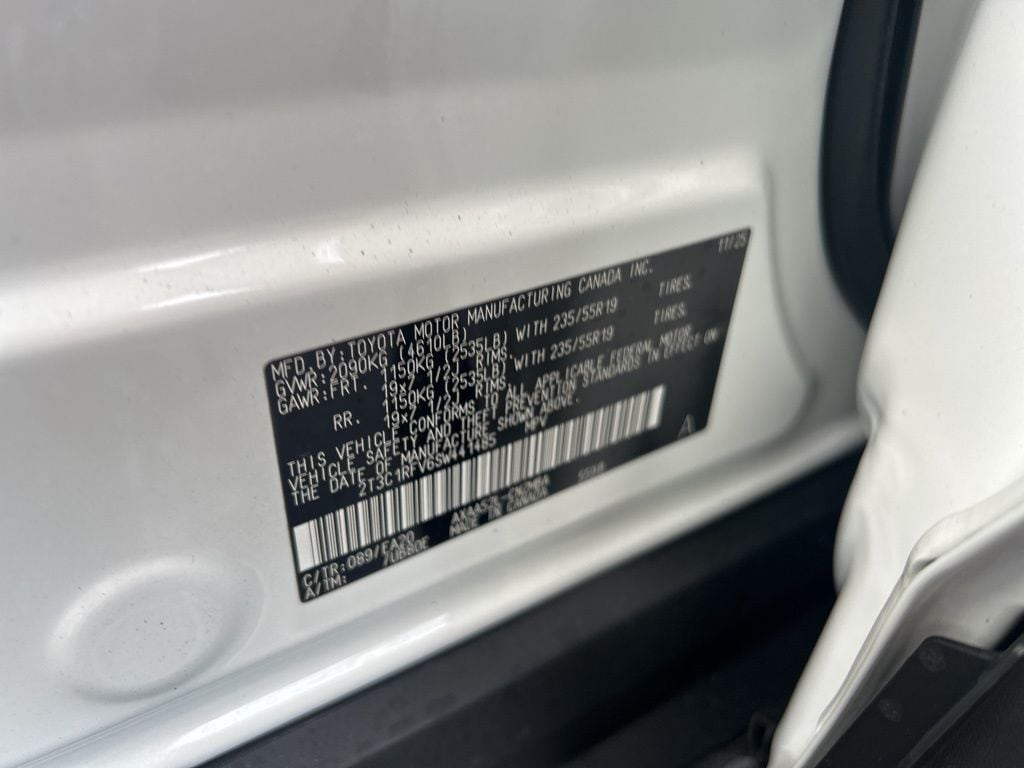 11/25
MFD. BY: TOYOTA MOTOR MANUFACTURING CANADA INC.
GVWR: 2090KG (4610LB)
GAWR: FRT. 1150KG (2535LB) WITH 235/55R19 TIRES.
19x7 1/2J RIMS.
RR. 1150KG (2535LB) WITH 235/55R19 TIRES.
19x7 1/2J RIMS.
THIS VEHICLE CONFORMS TO ALL APPLICABLE FEDERAL MOTOR
VEHICLE SAFETY AND THEFT PREVENTION STANDARDS IN EFFECT ON
THE DATE OF MANUFACTURE SHOWN ABOVE.
MPV
A
C/TR: 089/EA20
A/TM:
MADE IN CANADA